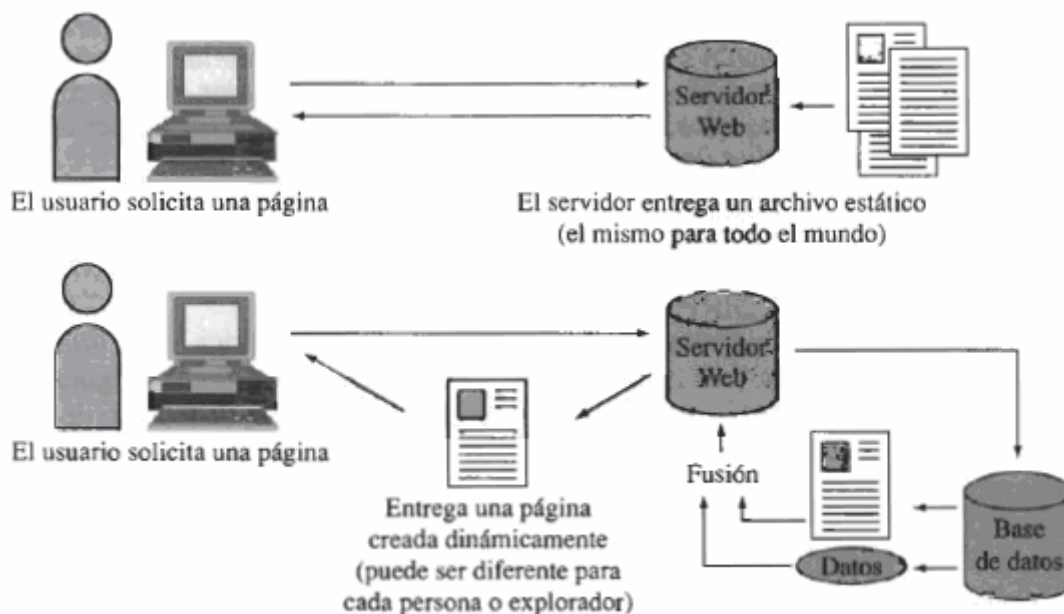 Servidor
Web
El usuario solicita una página
El servidor entrega un archivo estático
(el mismo para todo el mundo)
Servidor
Web
El usuario solicita una página
Fusión
Entrega una página
creada dinámicamente
(puede ser diferente para
cada persona o explorador)
Datos
Base
de datos